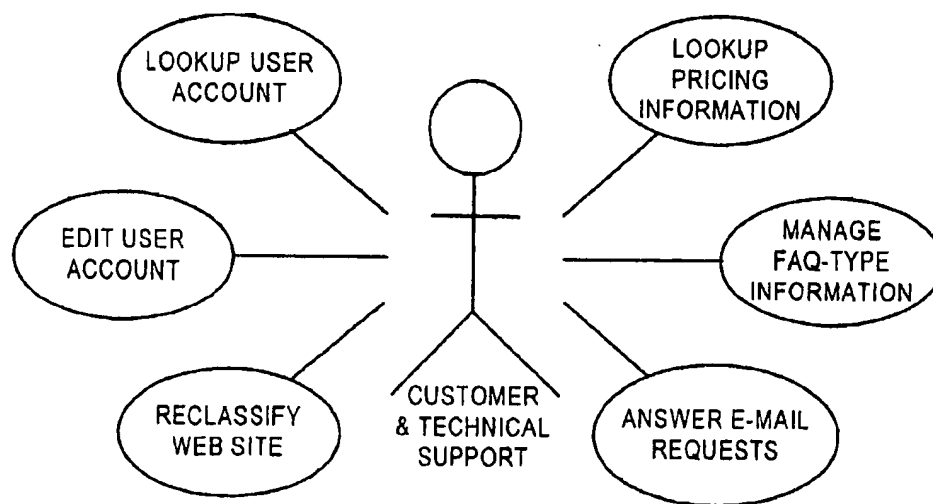 LOOKUP USER
ACCOUNT
LOOKUP
PRICING
INFORMATION
EDIT USER
ACCOUNT
MANAGE
FAQ-TYPE
INFORMATION
RECLASSIFY
WEB SITE
CUSTOMER
& TECHNICAL
SUPPORT
ANSWER E-MAIL
REQUESTS